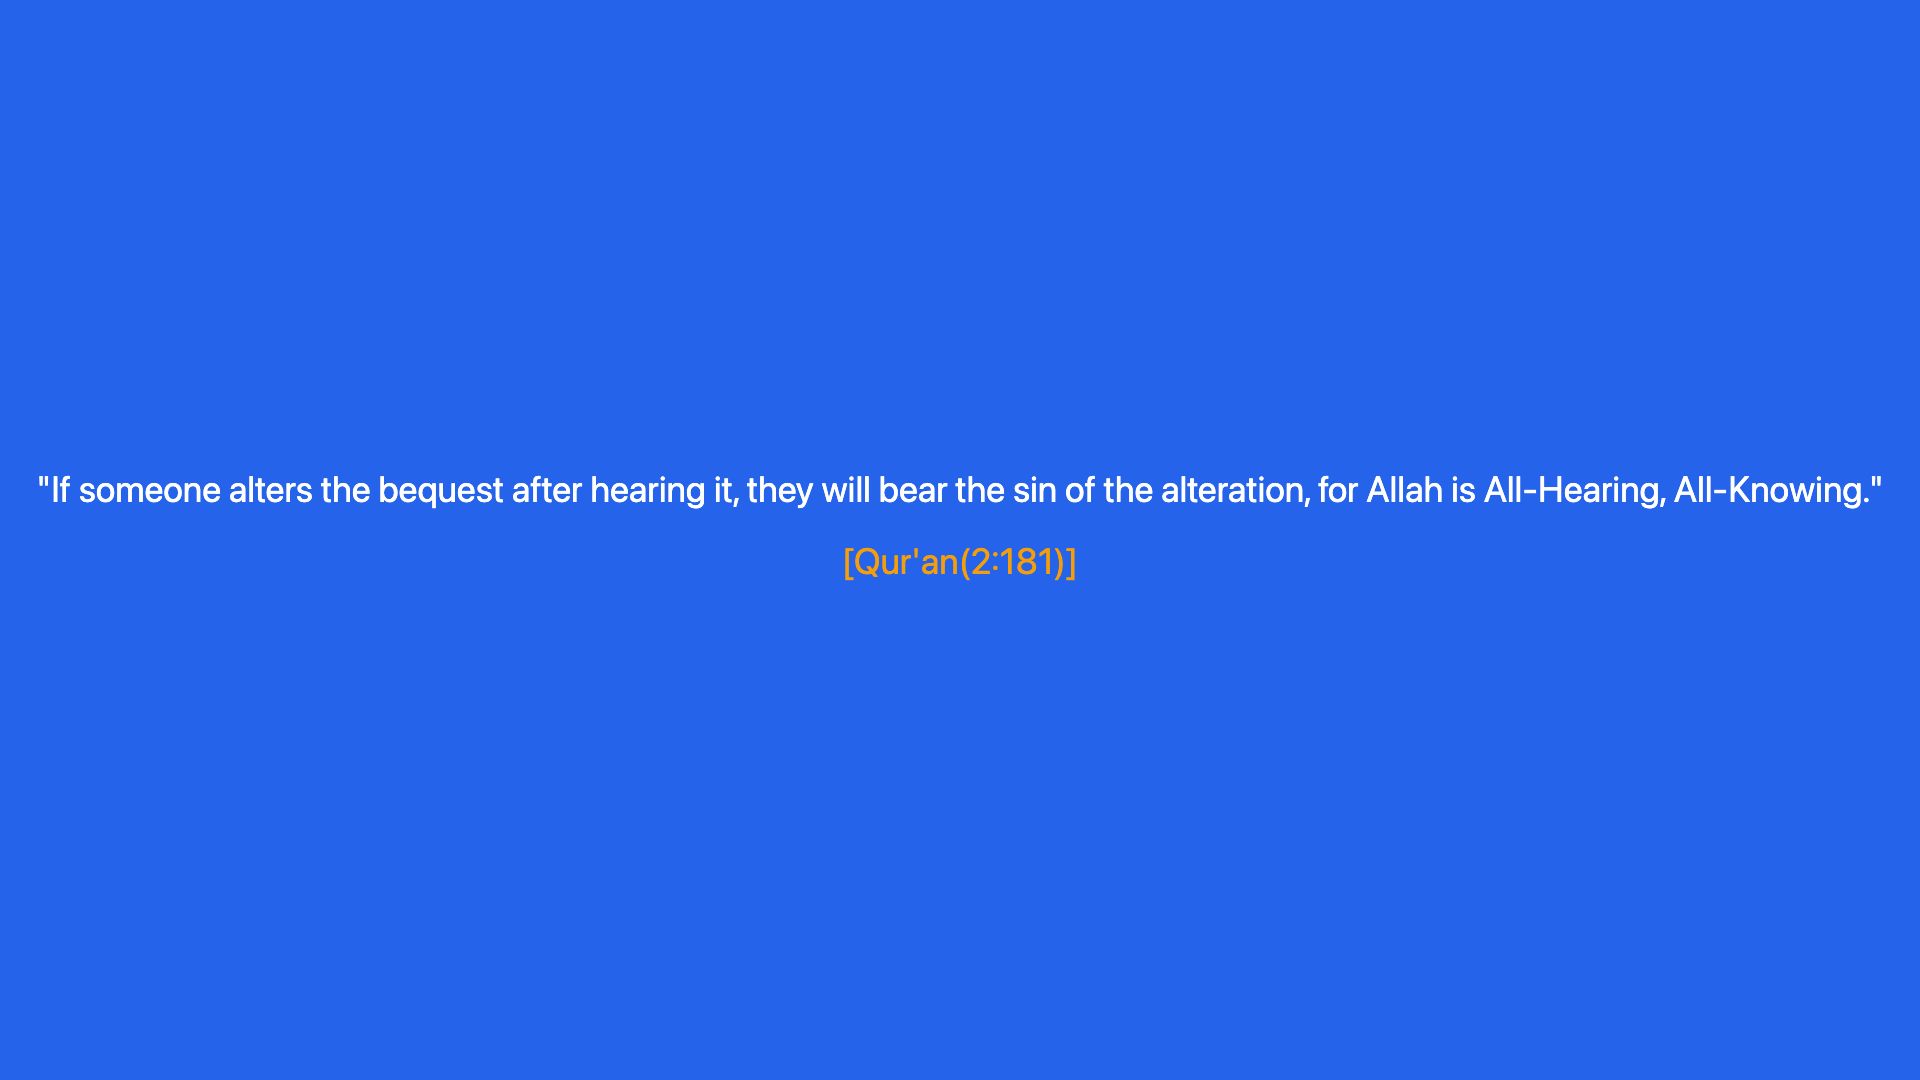 "If someone alters the bequest after hearing it, they will bear the sin of the alteration, for Allah is All-Hearing, All-Knowing."
[Qur'an(2:181)]